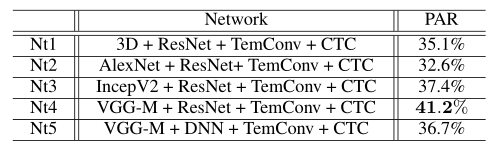 Network PAR
Nt1 3D + ResNet + TemConv + CTC 35.1%
Nt2 AlexNet + ResNet+ TemConv + CTC 32.6%
Nt3 IncepV2 + ResNet + TemConv + CTC 37.4%
Nt4 VGG-M + ResNet + TemConv + CTC 41.2%
Nt5 VGG-M + DNN + TemConv + CTC 36.7%